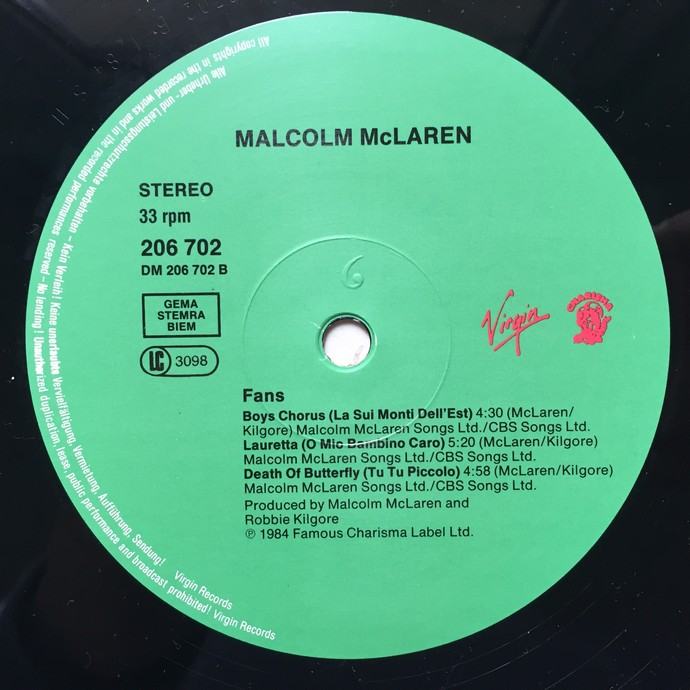 MALCOLM McLAREN
STEREO
33 rpm
206 702
DM 206 702 B
GEMA
STEMRA
BIEM
LC 3098
6
Virgin
CHARISMA
Fans
Boys Chorus (La Sui Monti Dell'Est) 4:30 (McLaren/
Kilgore) Malcolm McLaren Songs Ltd./CBS Songs Ltd.
Lauretta (O Mio Bambino Caro) 5:20 (McLaren/Kilgore)
Malcolm McLaren Songs Ltd./CBS Songs Ltd.
Death Of Butterfly (Tu Tu Piccolo) 4:58 (McLaren/Kilgore)
Malcolm McLaren Songs Ltd./CBS Songs Ltd.
Produced by Malcolm McLaren and
Robbie Kilgore
℗ 1984 Famous Charisma Label Ltd.
Alle Urheber- und Leistungsschutzrechte vorbehalten – Kein Verleih! Keine unerlaubte Vervielfältigung, Vermietung, Aufführung, Sendung! Virgin Records
All copyrights in the recorded works and in the recorded performances reserved – No lending! Unauthorized duplication, lease, public performance and broadcast prohibited! Virgin Records